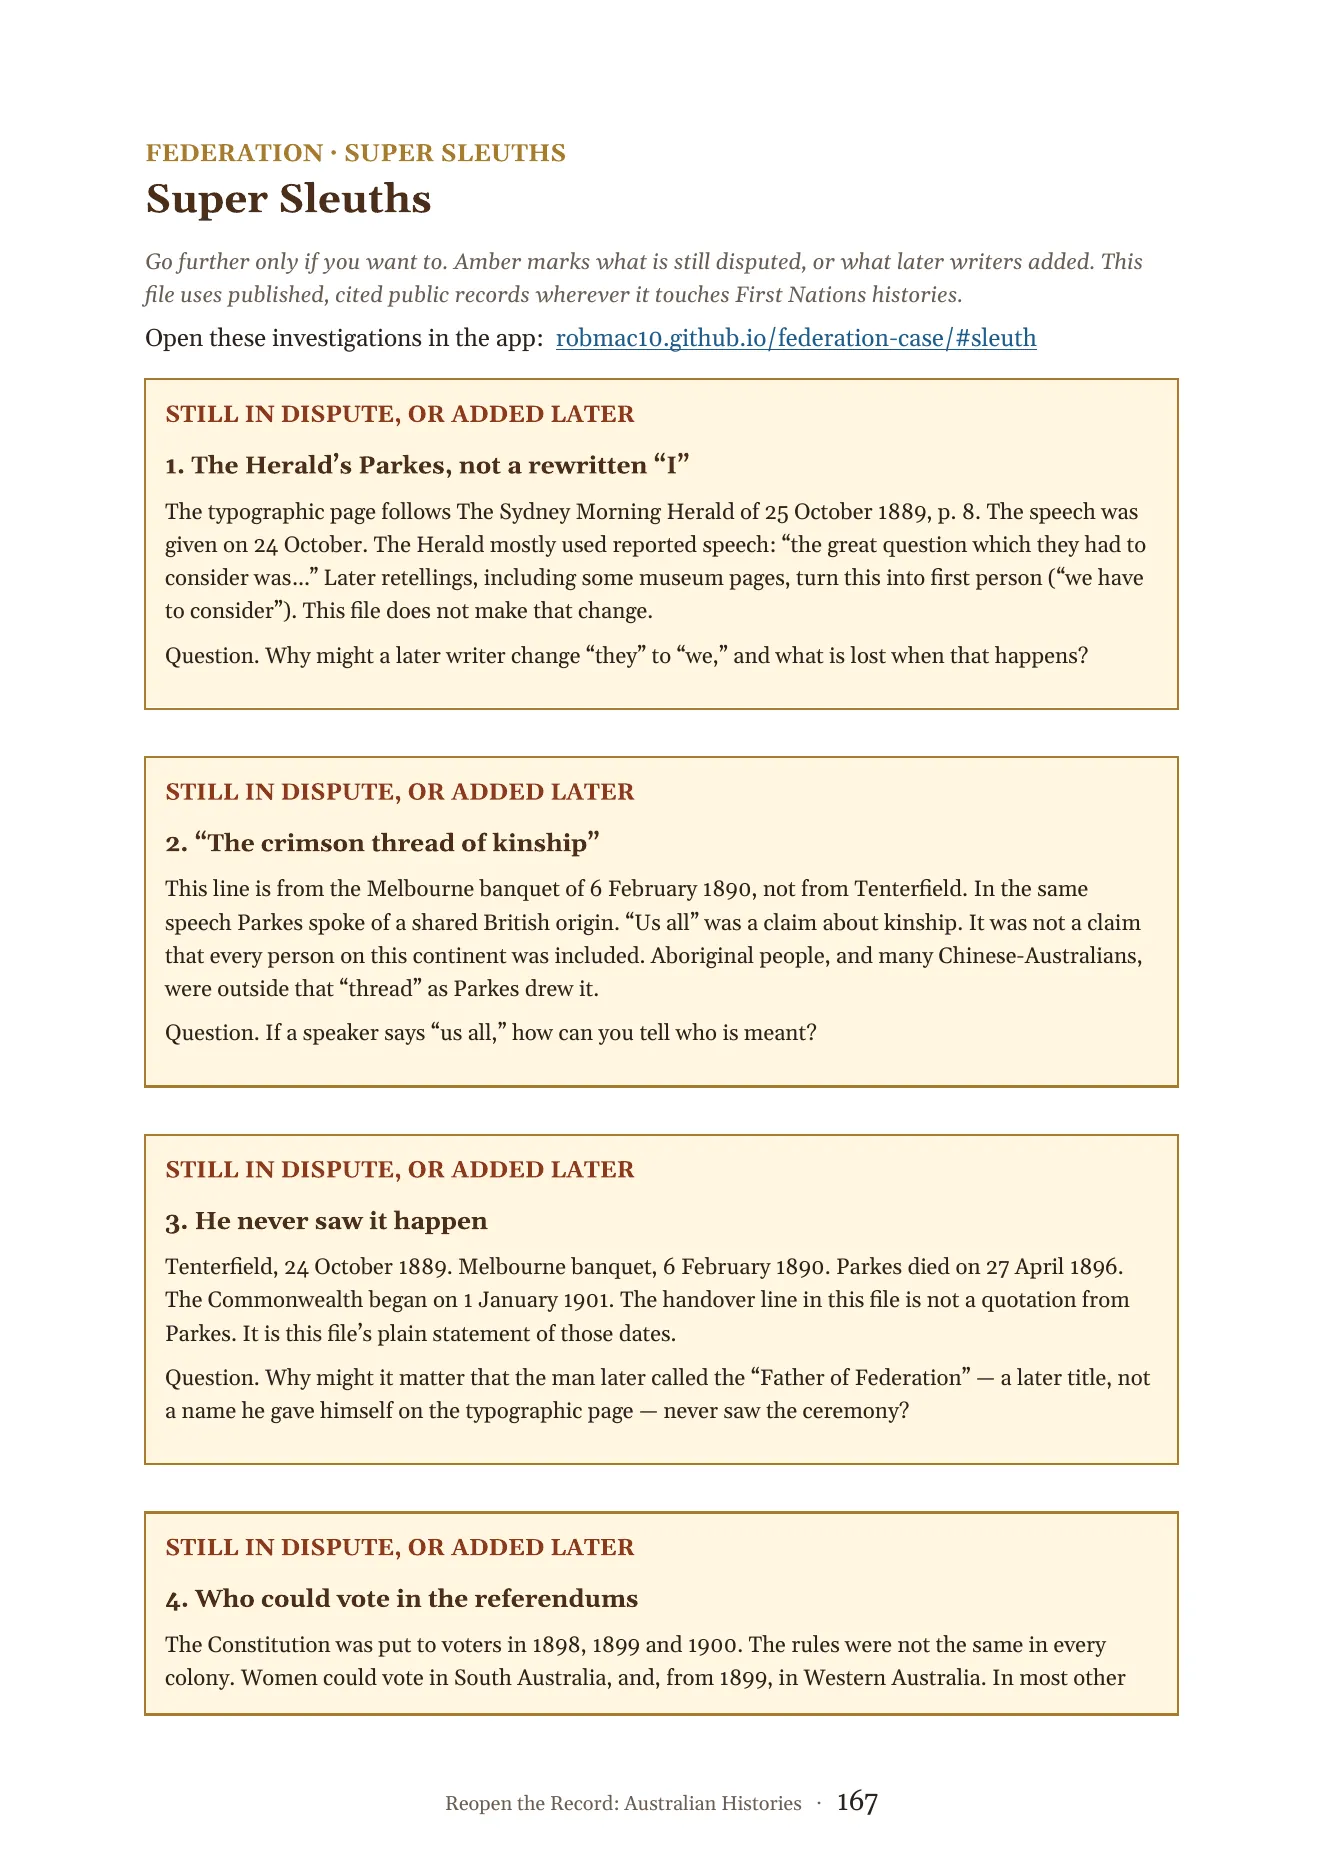 FEDERATION · SUPER SLEUTHS
Super Sleuths
Go further only if you want to. Amber marks what is still disputed, or what later writers added. This
file uses published, cited public records wherever it touches First Nations histories.
Open these investigations in the app: robmac10.github.io/federation-case/#sleuth
STILL IN DISPUTE, OR ADDED LATER
1. The Herald’s Parkes, not a rewritten “I”
The typographic page follows The Sydney Morning Herald of 25 October 1889, p. 8. The speech was
given on 24 October. The Herald mostly used reported speech: “the great question which they had to
consider was…” Later retellings, including some museum pages, turn this into first person (“we have
to consider”). This file does not make that change.
Question. Why might a later writer change “they” to “we,” and what is lost when that happens?
STILL IN DISPUTE, OR ADDED LATER
2. “The crimson thread of kinship”
This line is from the Melbourne banquet of 6 February 1890, not from Tenterfield. In the same
speech Parkes spoke of a shared British origin. “Us all” was a claim about kinship. It was not a claim
that every person on this continent was included. Aboriginal people, and many Chinese-Australians,
were outside that “thread” as Parkes drew it.
Question. If a speaker says “us all,” how can you tell who is meant?
STILL IN DISPUTE, OR ADDED LATER
3. He never saw it happen
Tenterfield, 24 October 1889. Melbourne banquet, 6 February 1890. Parkes died on 27 April 1896.
The Commonwealth began on 1 January 1901. The handover line in this file is not a quotation from
Parkes. It is this file’s plain statement of those dates.
Question. Why might it matter that the man later called the “Father of Federation” — a later title, not
a name he gave himself on the typographic page — never saw the ceremony?
STILL IN DISPUTE, OR ADDED LATER
4. Who could vote in the referendums
The Constitution was put to voters in 1898, 1899 and 1900. The rules were not the same in every
colony. Women could vote in South Australia, and, from 1899, in Western Australia. In most other
Reopen the Record: Australian Histories · 167